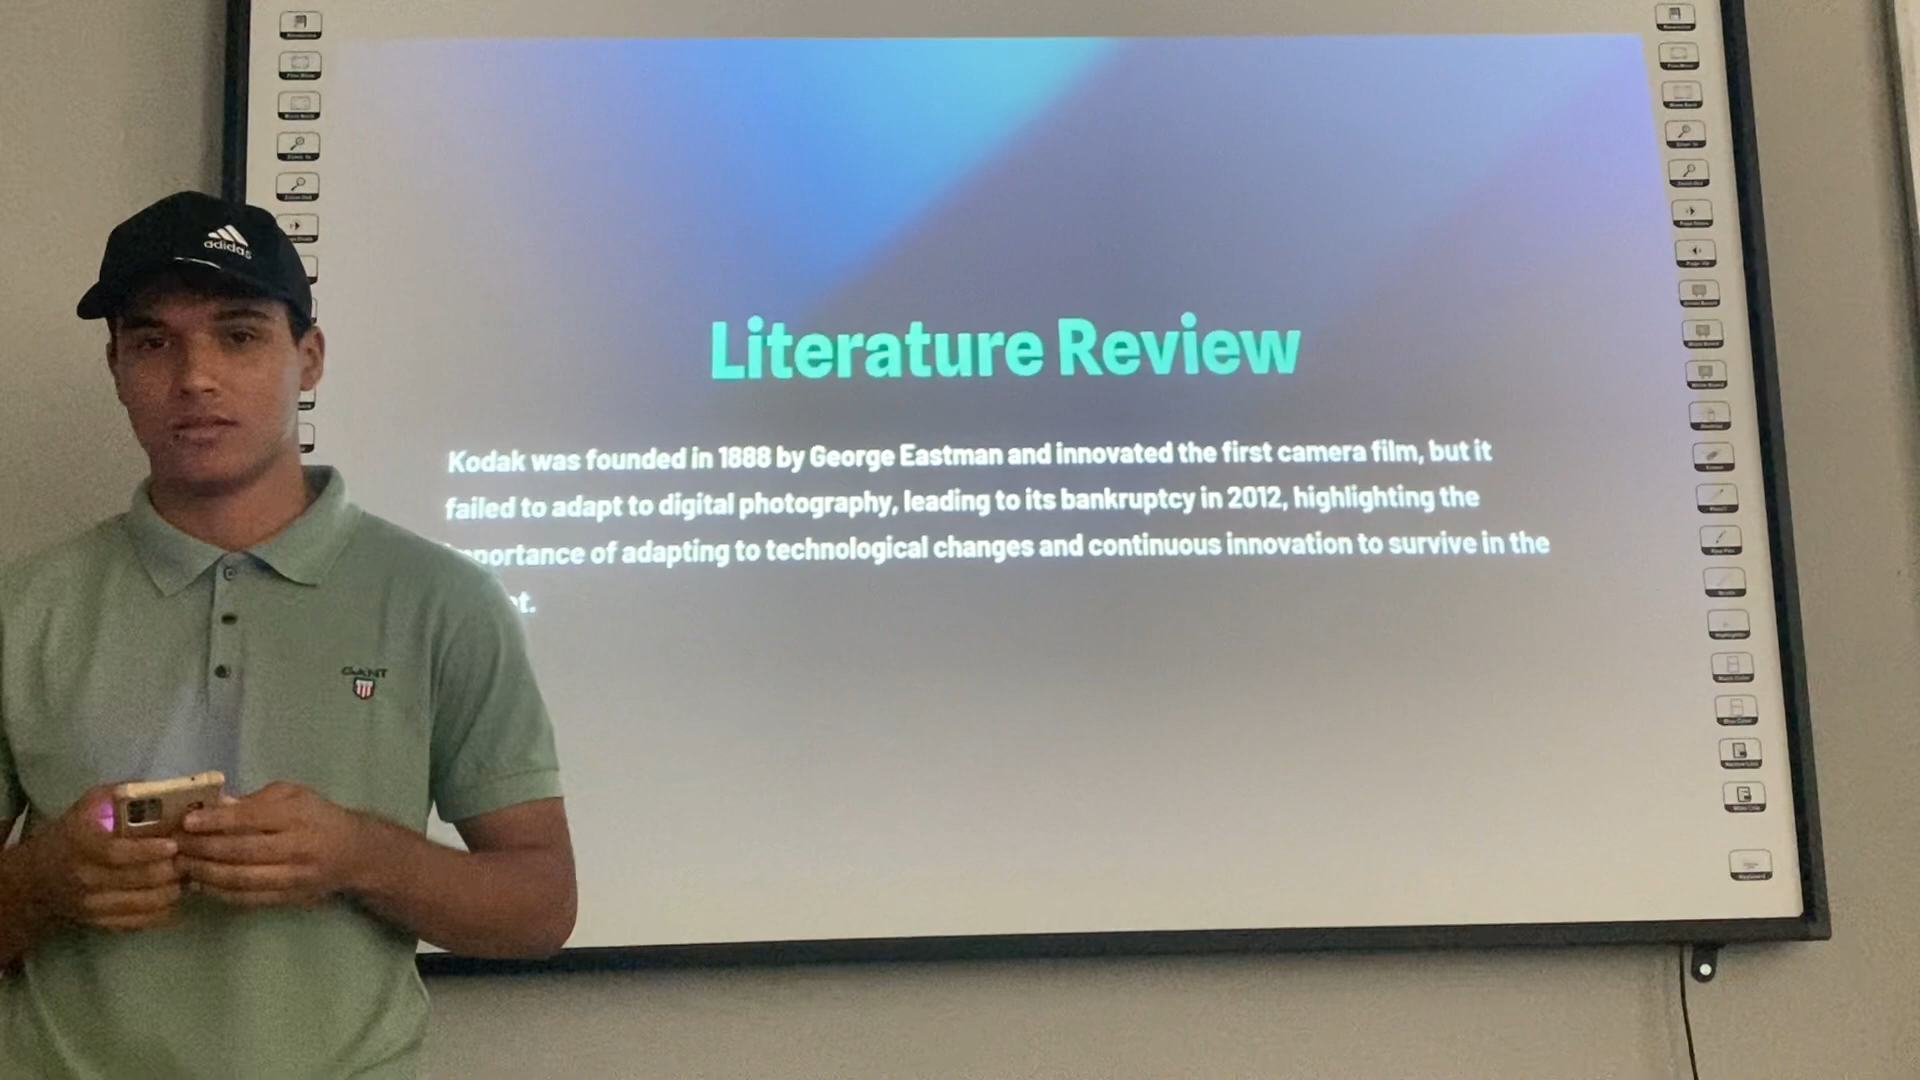 adidas
Literature Review
Kodak was founded in 1888 by George Eastman and innovated the first camera film, but it
failed to adapt to digital photography, leading to its bankruptcy in 2012, highlighting the
of adapting to technological changes and continuous innovation to survive in the
GANT